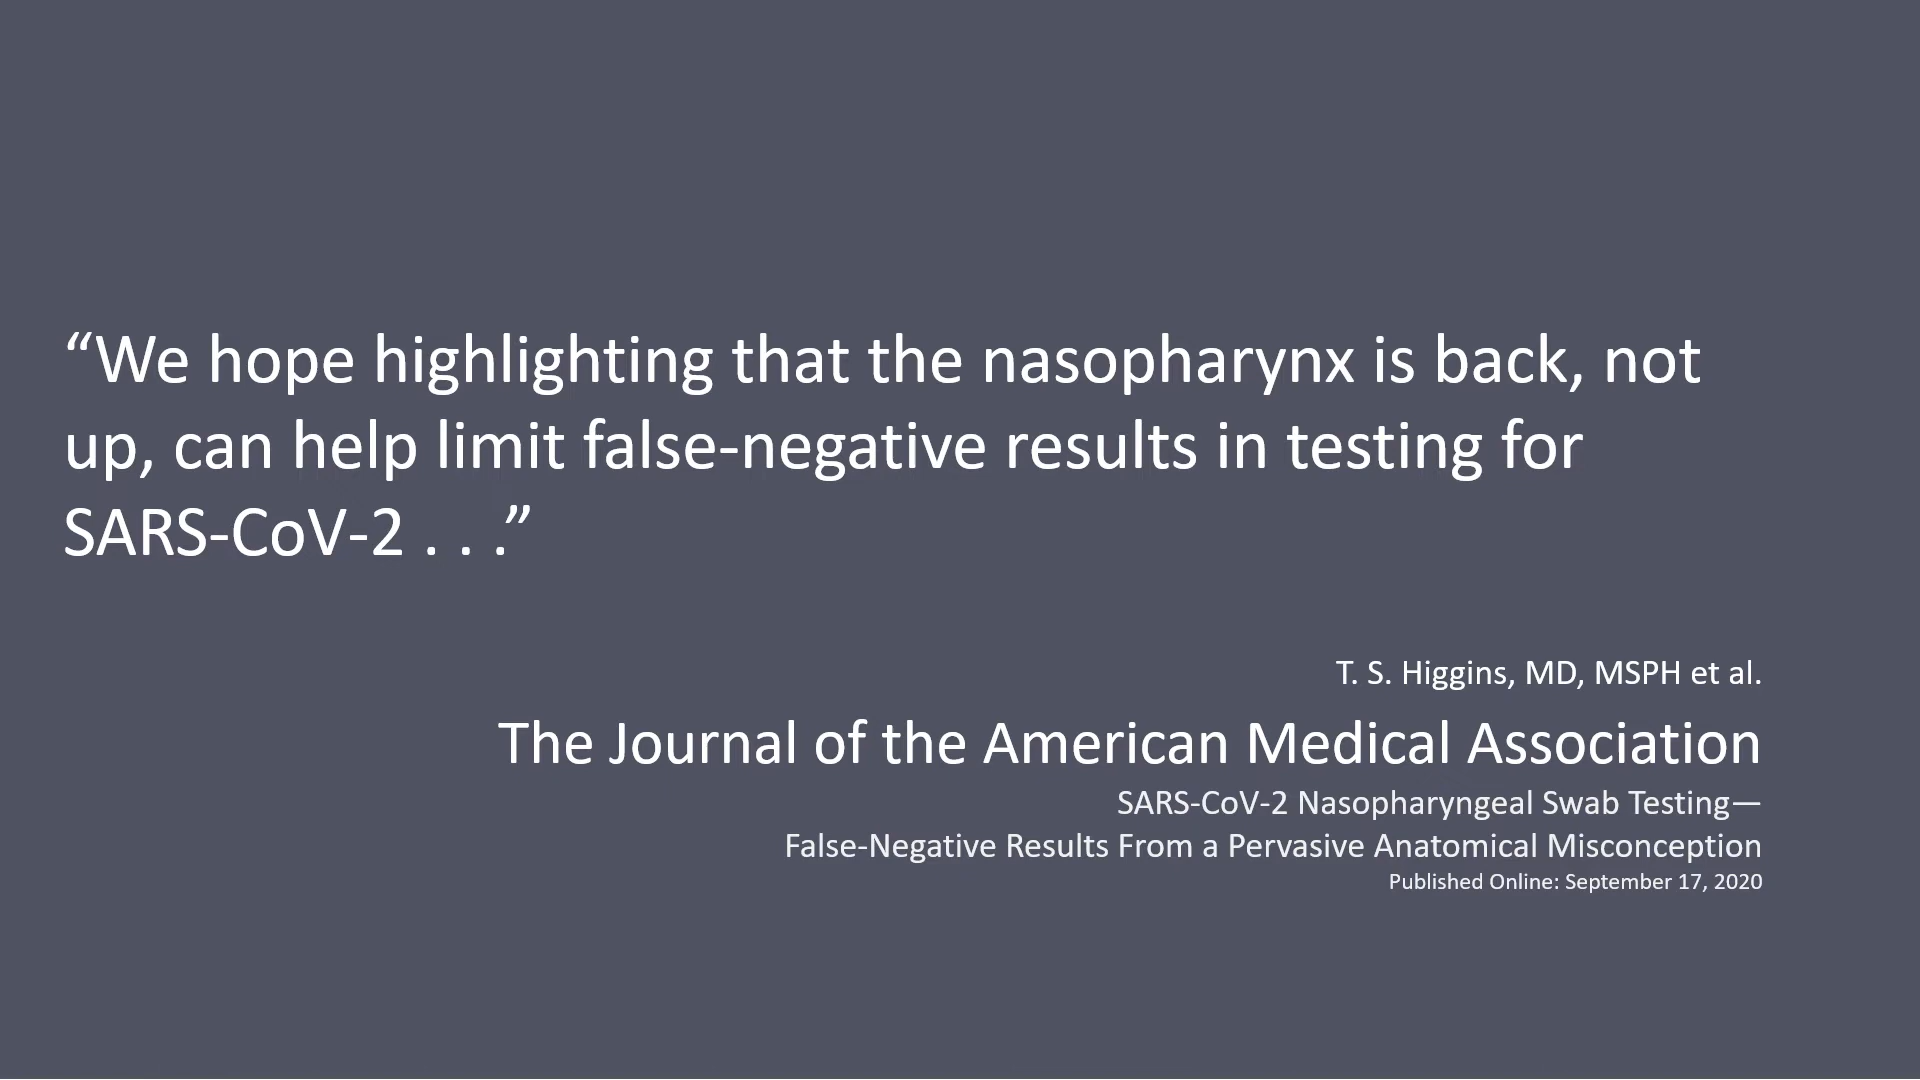 “We hope highlighting that the nasopharynx is back, not
up, can help limit false-negative results in testing for
SARS-CoV-2 . . .”
T. S. Higgins, MD, MSPH et al.
The Journal of the American Medical Association
SARS-CoV-2 Nasopharyngeal Swab Testing—
False-Negative Results From a Pervasive Anatomical Misconception
Published Online: September 17, 2020